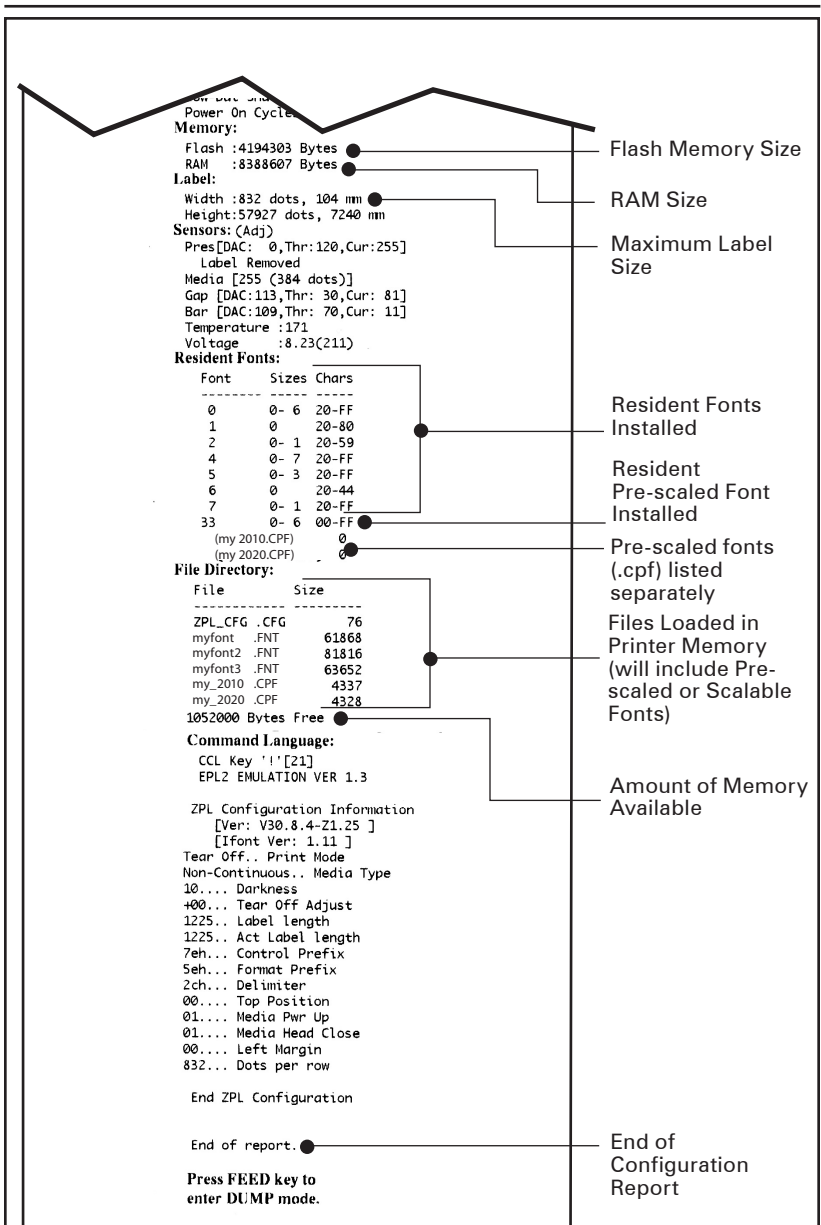 Power On Cycle
Memory:
Flash :4194303 Bytes
RAM :8388607 Bytes
Label:
Width :832 dots, 104 mm
Height:57927 dots, 7240 mm
Sensors: (Adj)
Pres[DAC: 0,Thr:120,Cur:255]
Label Removed
Media [255 (384 dots)]
Gap [DAC:113,Thr: 30,Cur: 81]
Bar [DAC:109,Thr: 70,Cur: 11]
Temperature :171
Voltage :8.23(211)
Resident Fonts:
Font Sizes Chars
-------- ----- -----
0 0- 6 20-FF
1 0 20-80
2 0- 1 20-59
4 0- 7 20-FF
5 0- 3 20-FF
6 0 20-44
7 0- 1 20-FF
33 0- 6 00-FF
(my 2010.CPF) 0
(my 2020.CPF) 0
File Directory:
File Size
------------ ---------
ZPL_CFG .CFG 76
myfont .FNT 61868
myfont2 .FNT 81816
myfont3 .FNT 63652
my_2010 .CPF 4337
my_2020 .CPF 4328
1052000 Bytes Free
Command Language:
CCL Key '!'[21]
EPL2 EMULATION VER 1.3
ZPL Configuration Information
[Ver: V30.8.4-Z1.25 ]
[Ifont Ver: 1.11 ]
Tear Off.. Print Mode
Non-Continuous.. Media Type
10.... Darkness
+00... Tear Off Adjust
1225.. Label length
1225.. Act Label length
7eh... Control Prefix
5eh... Format Prefix
2ch... Delimiter
00.... Top Position
01.... Media Pwr Up
01.... Media Head Close
00.... Left Margin
832... Dots per row
End ZPL Configuration
End of report.
Press FEED key to
enter DUMP mode.
Flash Memory Size
RAM Size
Maximum Label
Size
Resident Fonts
Installed
Resident
Pre-scaled Font
Installed
Pre-scaled fonts
(.cpf) listed
separately
Files Loaded in
Printer Memory
(will include Pre-
scaled or Scalable
Fonts)
Amount of Memory
Available
End of
Configuration
Report